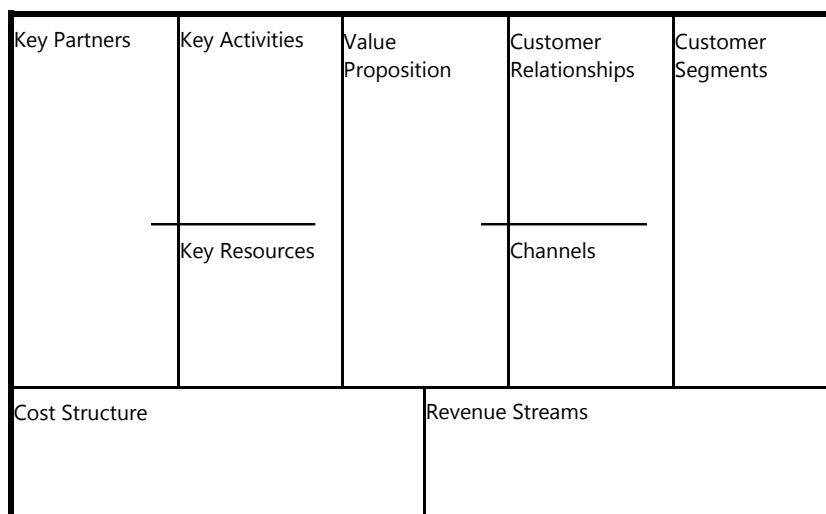 Key Partners
Key Activities
Value
Proposition
Customer
Relationships
Customer
Segments
Key Resources
Channels
Cost Structure
Revenue Streams